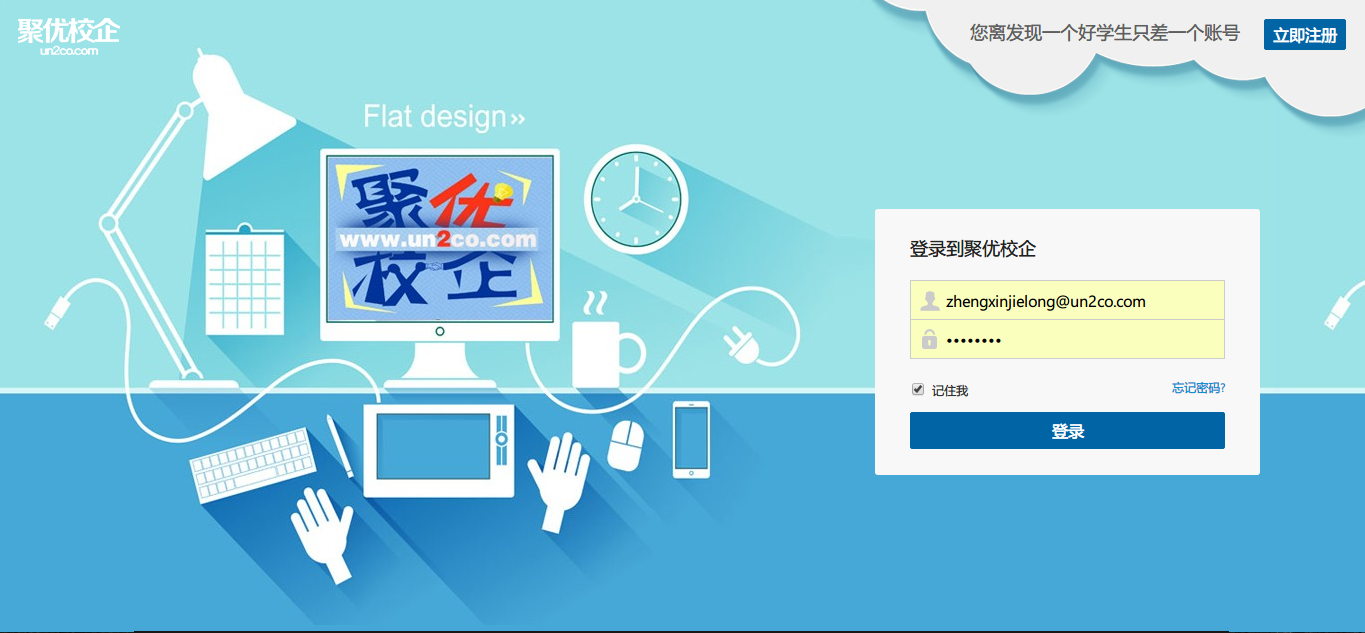 聚优校企
un2co.com
您离发现一个好学生只差一个账号
立即注册
Flat design»
聚优
www.un2co.com
校企
登录到聚优校企
zhengxinjielong@un2co.com
••••••••
记住我
忘记密码?
登录